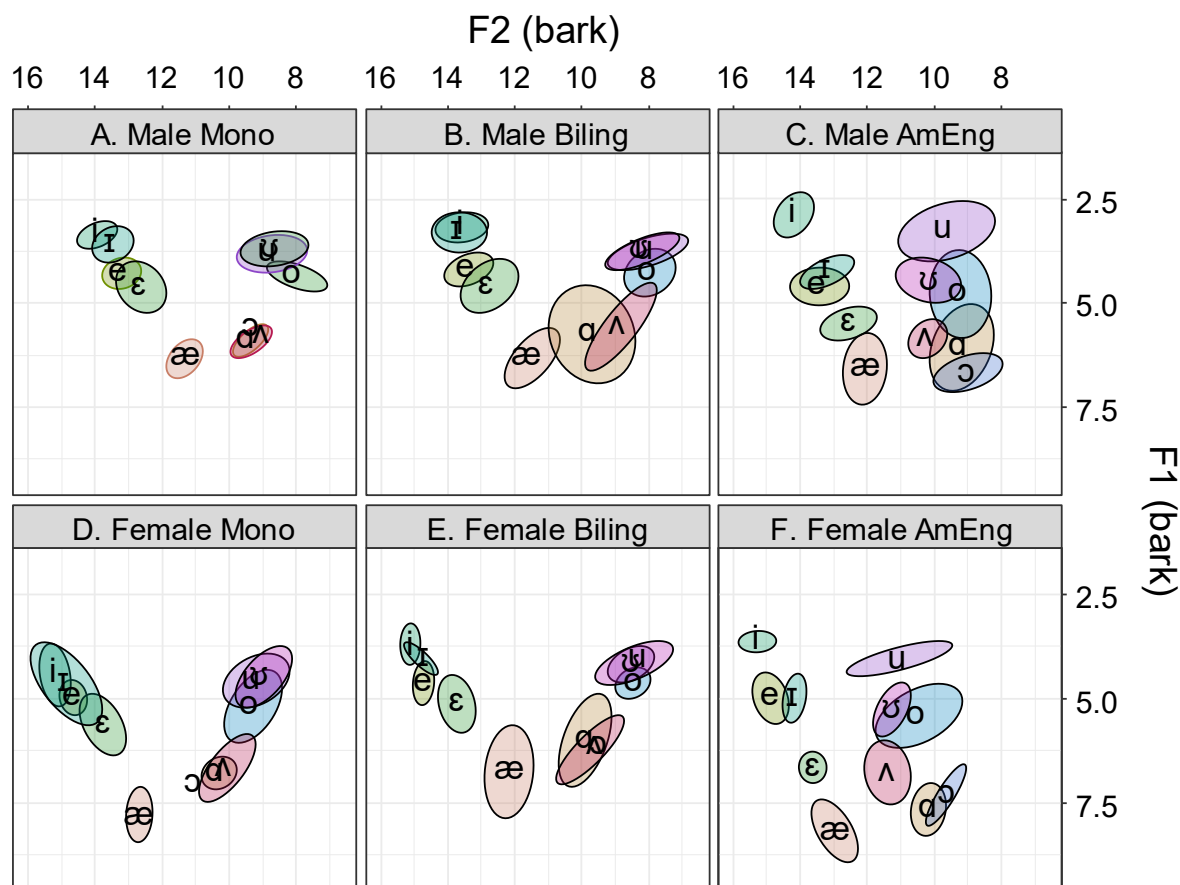 F2 (bark)
16 14 12 10 8 16 14 12 10 8 16 14 12 10 8
A. Male Mono B. Male Biling C. Male AmEng
i ɪ e ɛ æ u ʊ o ɔ ɑ ʌ
i ɪ e ɛ æ u ʊ o ɑ ʌ
i ɪ e ɛ æ u ʊ o ʌ ɑ ɔ
2.5
5.0
7.5
F1 (bark)
D. Female Mono E. Female Biling F. Female AmEng
i ɪ e ɛ æ u ʊ o ɔ ɑ ʌ
i ɪ e ɛ æ u ʊ o ɑ ʌ
i e ɪ ɛ æ u ʊ o ʌ ɑ ɔ
2.5
5.0
7.5